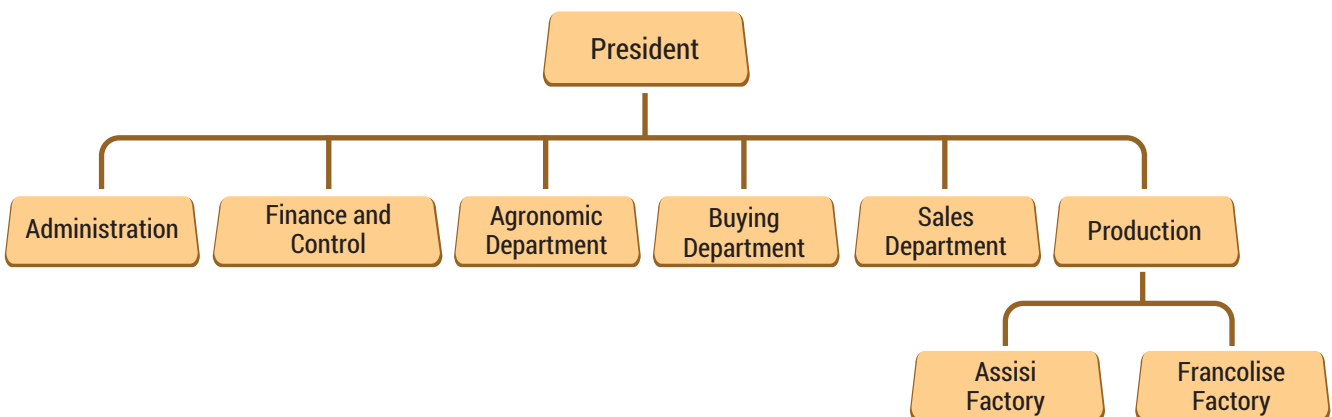 President
Administration
Finance and
Control
Agronomic
Department
Buying
Department
Sales
Department
Production
Assisi
Factory
Francolise
Factory